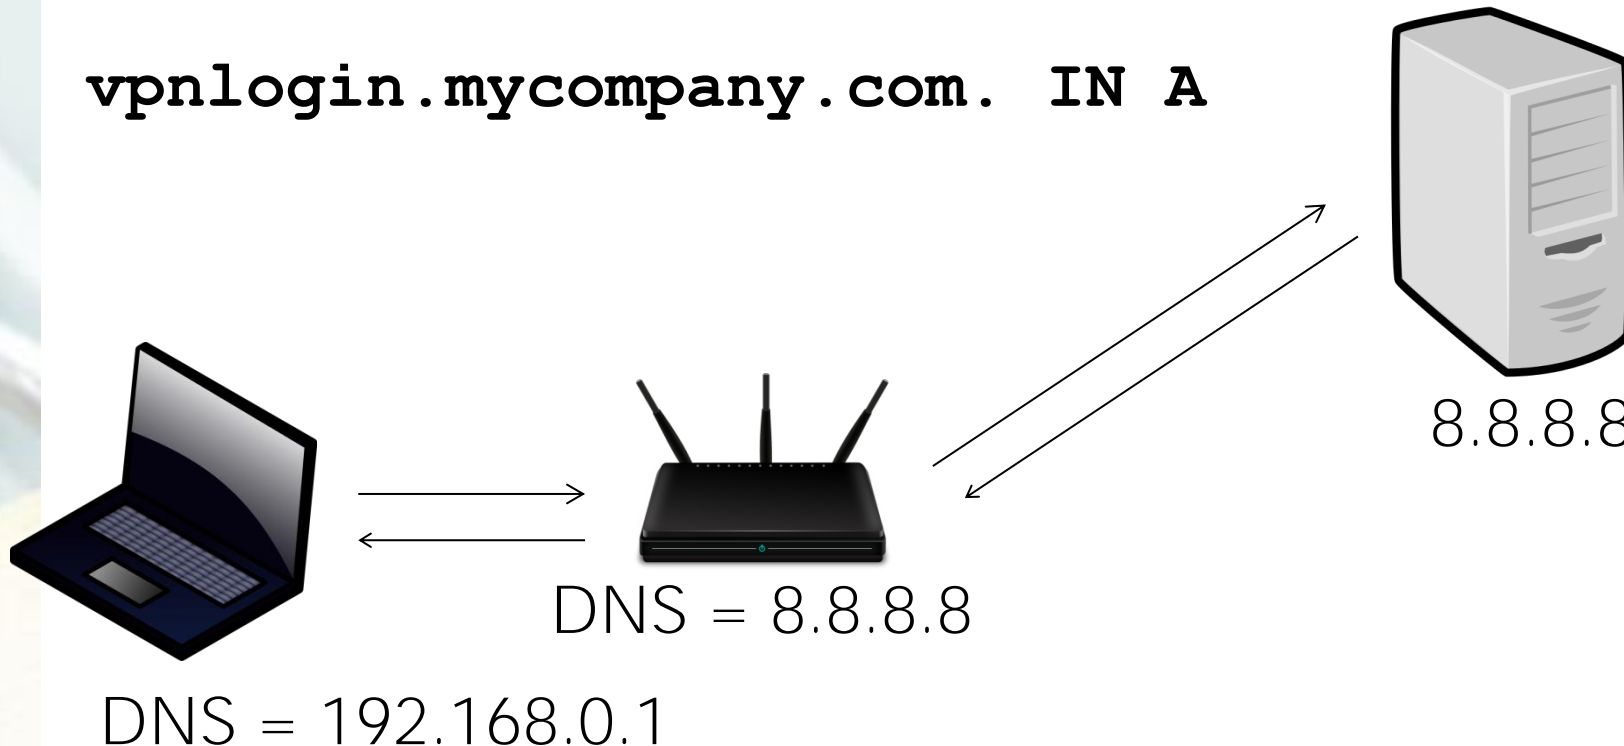 vpnlogin.mycompany.com. IN A
8.8.8.8
DNS = 8.8.8.8
DNS = 192.168.0.1